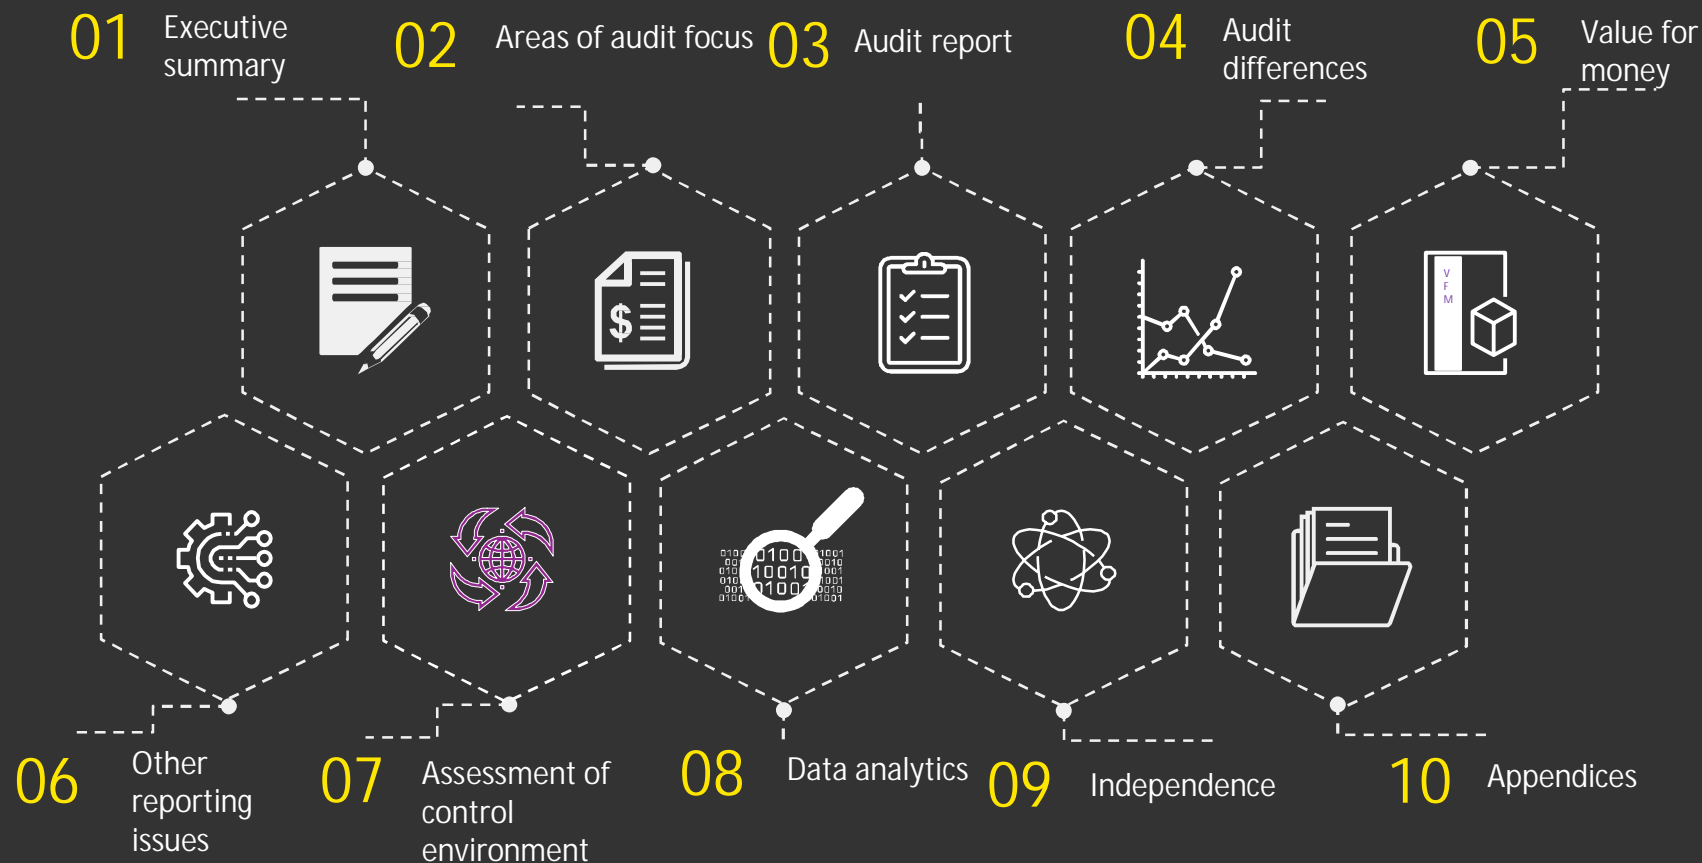 01
Executive
summary
02
Areas of audit focus
03
Audit report
04
Audit
differences
05
Value for
money
$
V
F
M
06
Other
reporting
issues
07
Assessment of
control
environment
08
Data analytics
09
Independence
10
Appendices